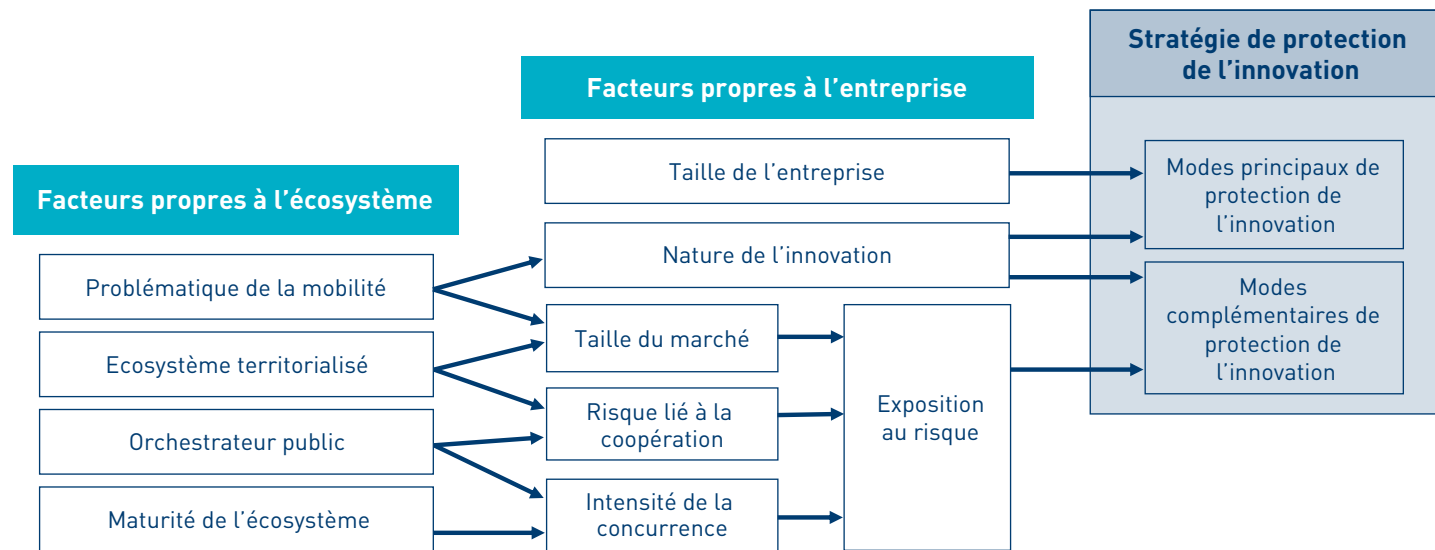 Stratégie de protection
de l'innovation
Facteurs propres à l'entreprise
Taille de l'entreprise
Modes principaux de
protection de
l'innovation
Facteurs propres à l'écosystème
Nature de l'innovation
Problématique de la mobilité
Modes
complémentaires de
protection de
l'innovation
Taille du marché
Ecosystème territorialisé
Exposition
au risque
Risque lié à la
coopération
Orchestrateur public
Intensité de la
concurrence
Maturité de l'écosystème